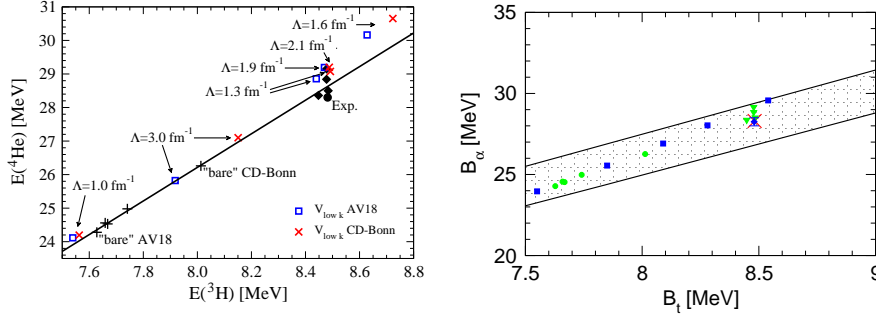 31
30
29
28
27
26
25
24
E(⁴He) [MeV]
Λ=1.6 fm⁻¹
Λ=2.1 fm⁻¹
Λ=1.9 fm⁻¹
Λ=1.3 fm⁻¹
Exp.
Λ=3.0 fm⁻¹
"bare" CD-Bonn
Λ=1.0 fm⁻¹
"bare" AV18
V_low k AV18
V_low k CD-Bonn
7.6 7.8 8.0 8.2 8.4 8.6 8.8
E(³H) [MeV]
35
30
25
20
B_α [MeV]
7.5 8 8.5 9
B_t [MeV]